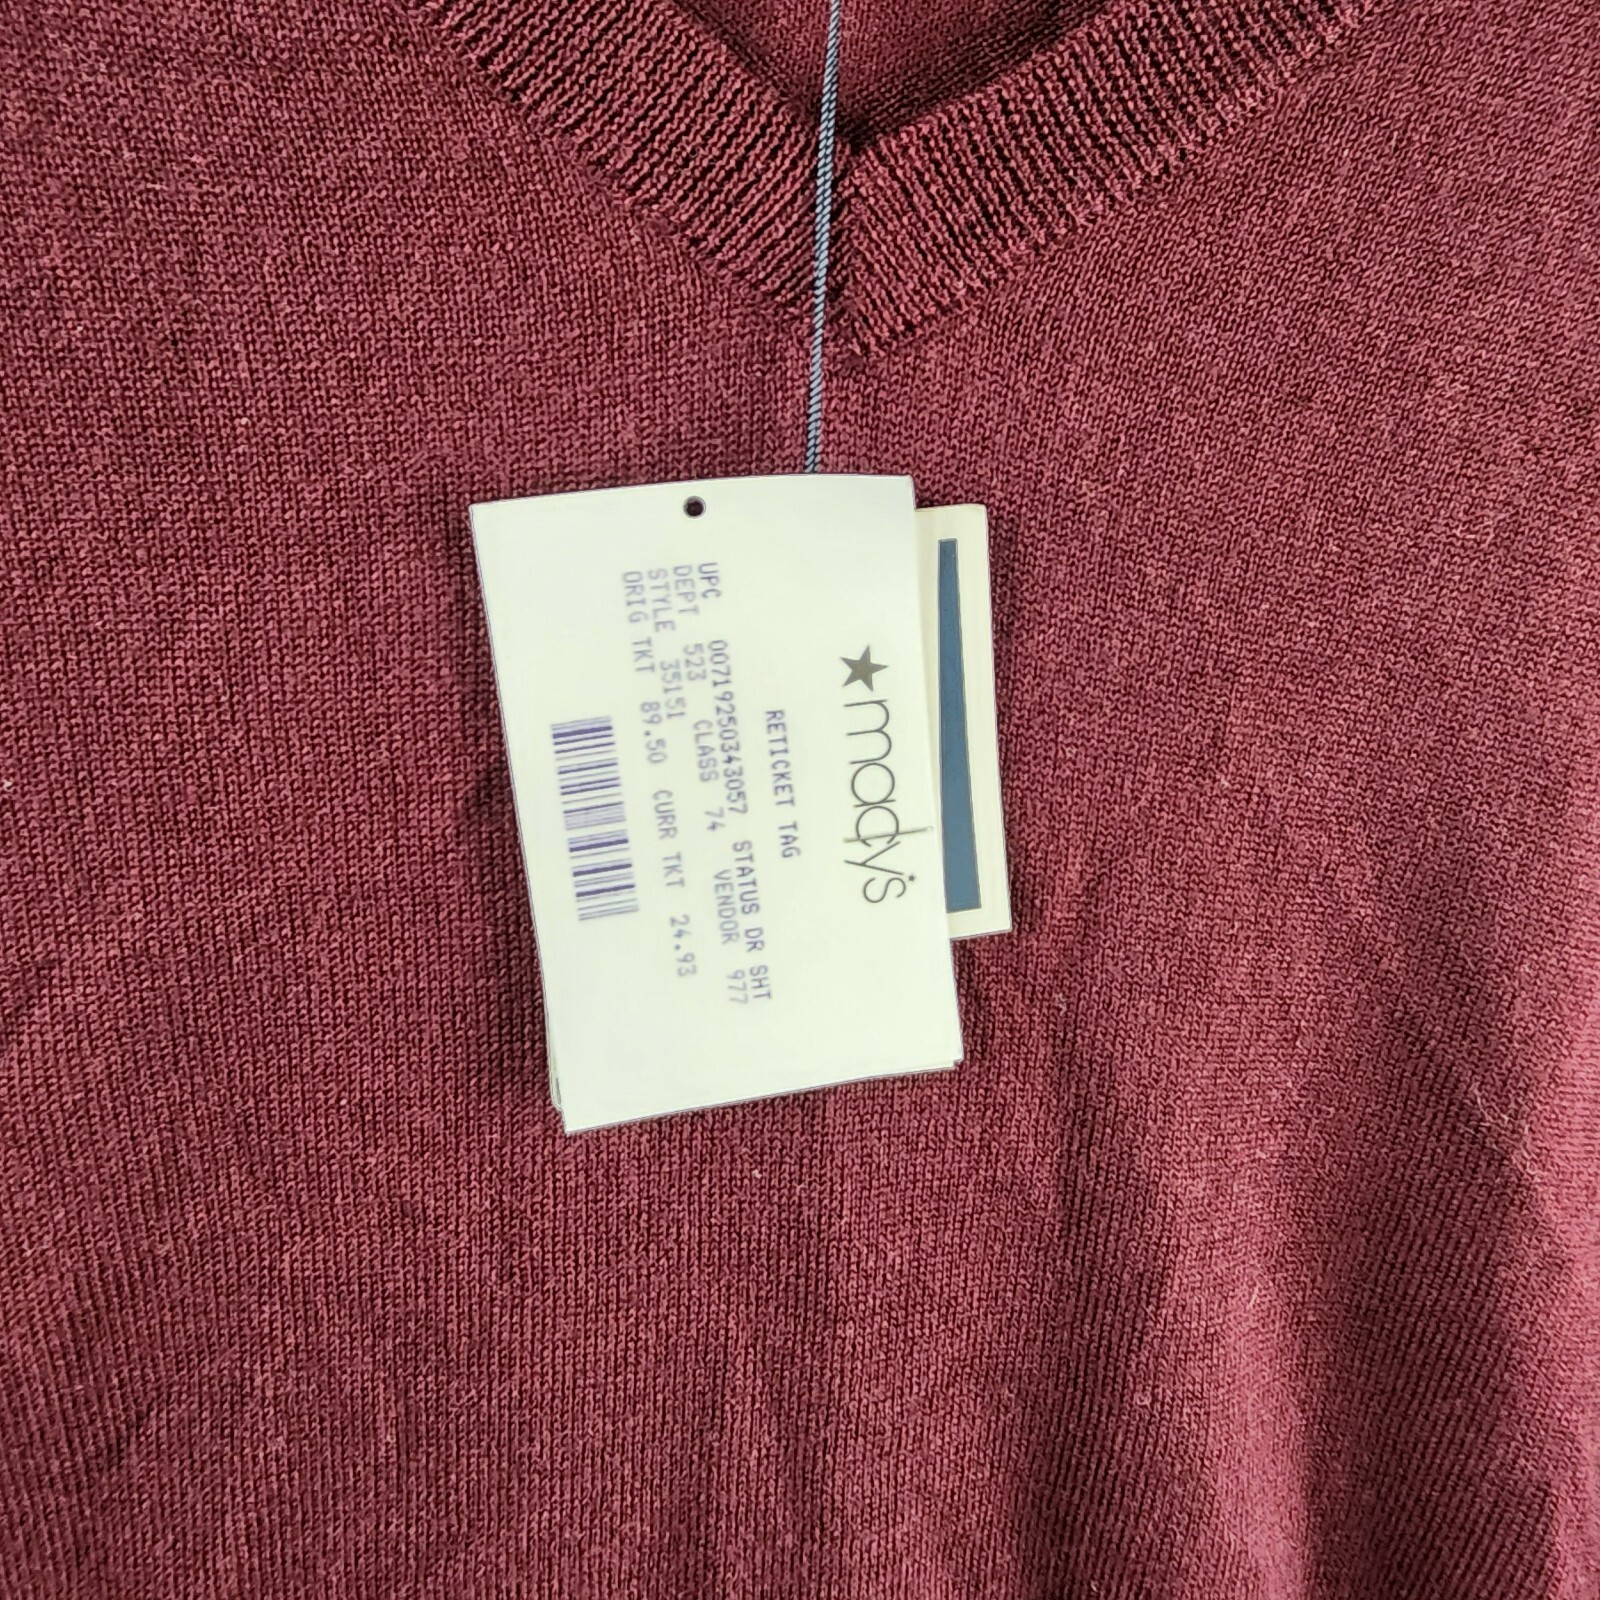 macy's
RETICKET TAG
UPC 00719250343057 STATUS DR SHT
DEPT 523 CLASS 74 VENDOR 977
STYLE 35151
ORIG TKT 89.50 CURR TKT 24.93